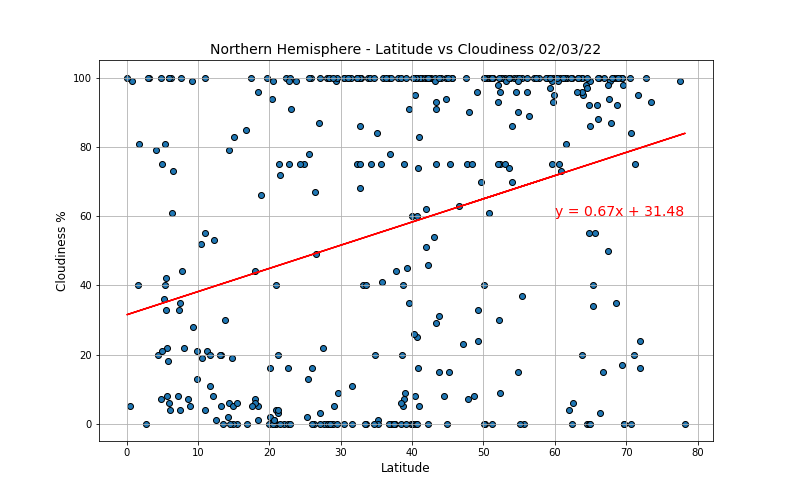 Northern Hemisphere - Latitude vs Cloudiness 02/03/22
100
80
60
40
20
0
Cloudiness %
y = 0.67x + 31.48
0 10 20 30 40 50 60 70 80
Latitude